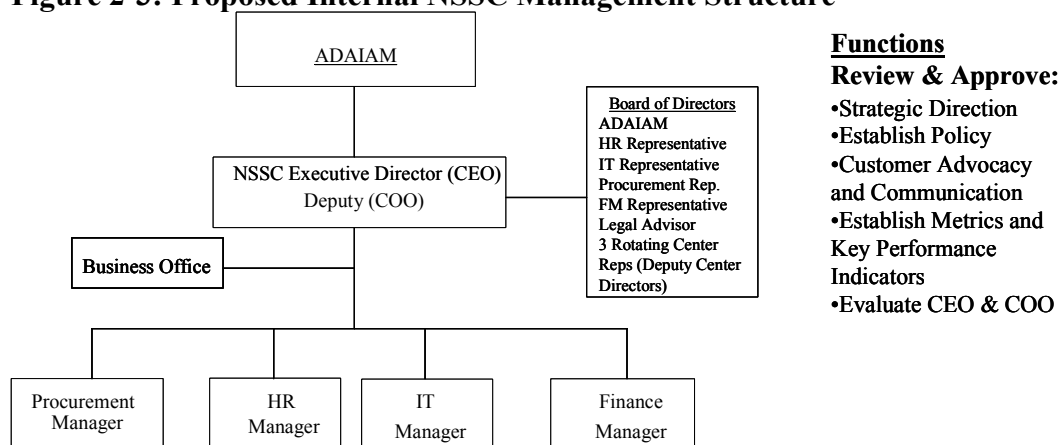 Figure 2-3: Proposed Internal NSSC Management Structure
ADAIAM
NSSC Executive Director (CEO)
Deputy (COO)
Board of Directors
ADAIAM
HR Representative
IT Representative
Procurement Rep.
FM Representative
Legal Advisor
3 Rotating Center
Reps (Deputy Center
Directors)
Functions
Review & Approve:
•Strategic Direction
•Establish Policy
•Customer Advocacy
and Communication
•Establish Metrics and
Key Performance
Indicators
•Evaluate CEO & COO
Business Office
Procurement
Manager
HR
Manager
IT
Manager
Finance
Manager